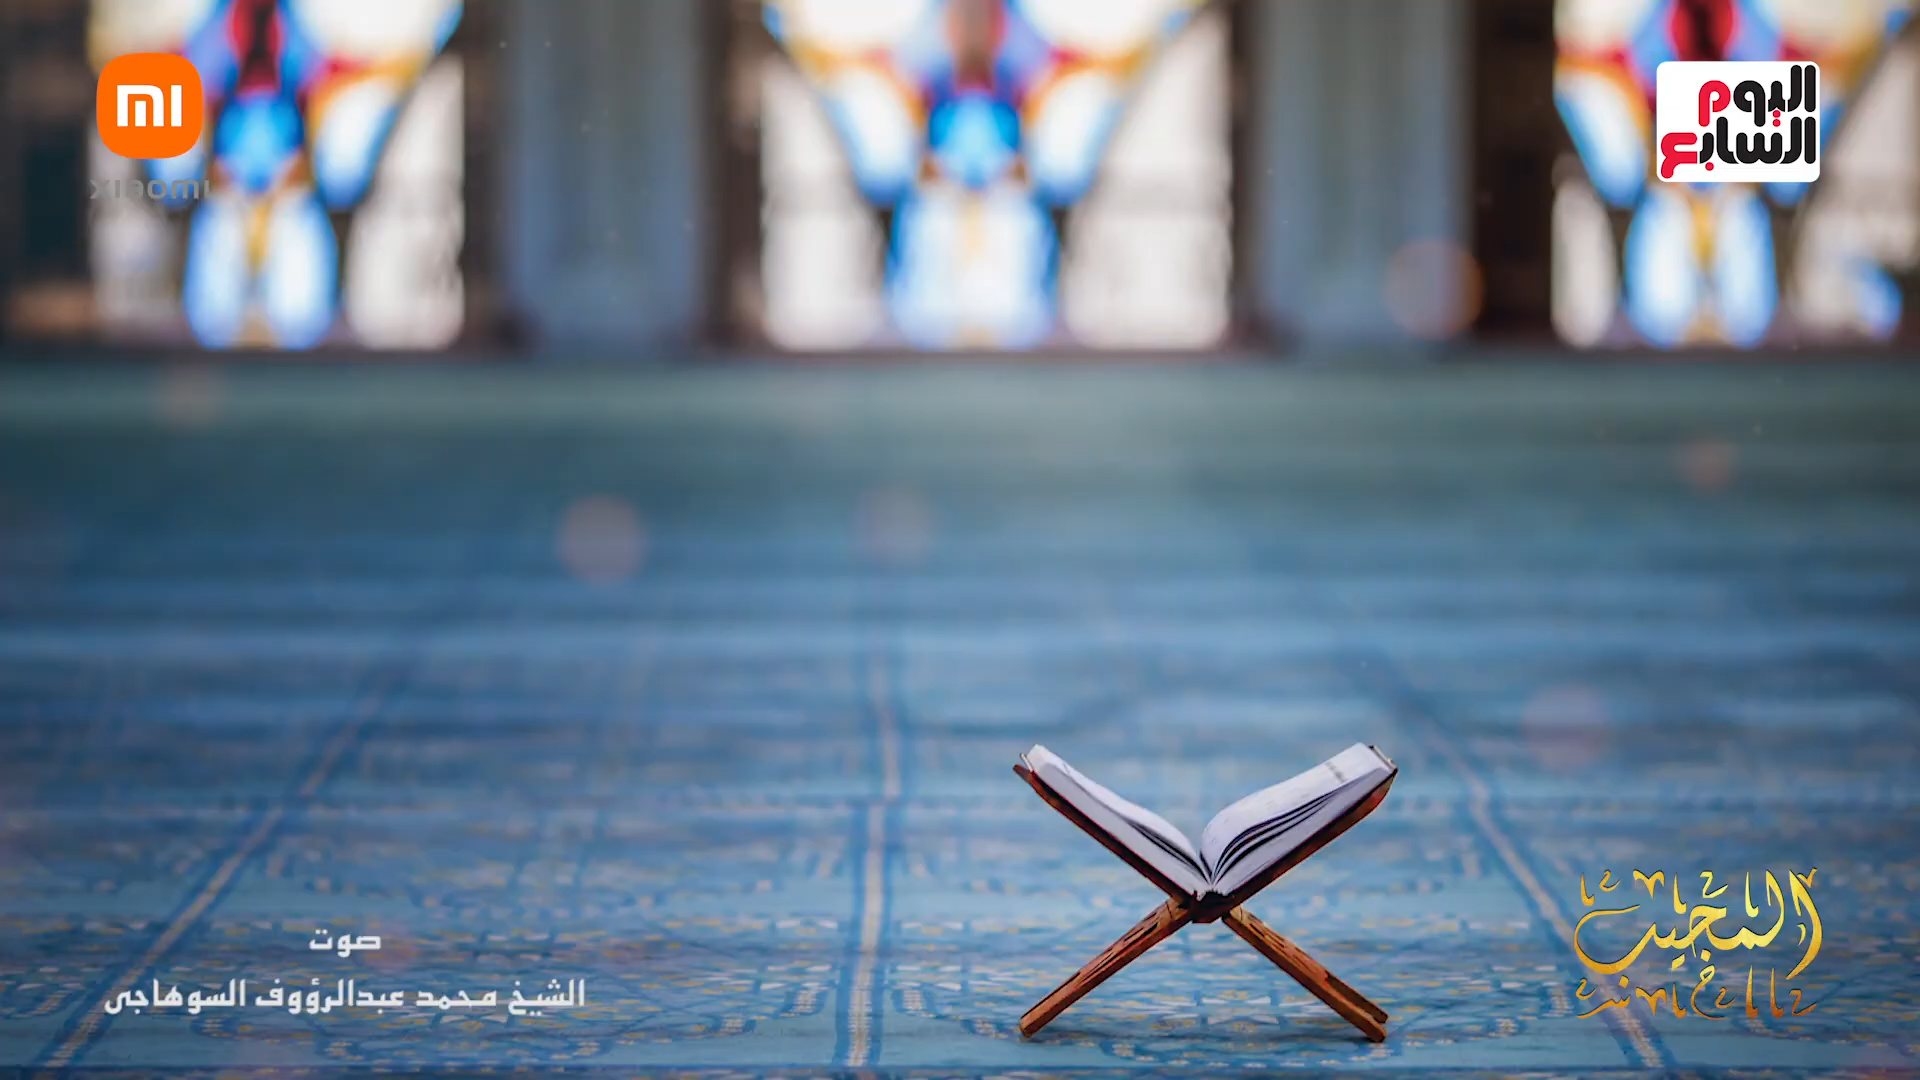 mi
xiaomi
اليوم
السابع
المجيب
صوت
الشيخ محمد عبدالرؤوف السوهاجى